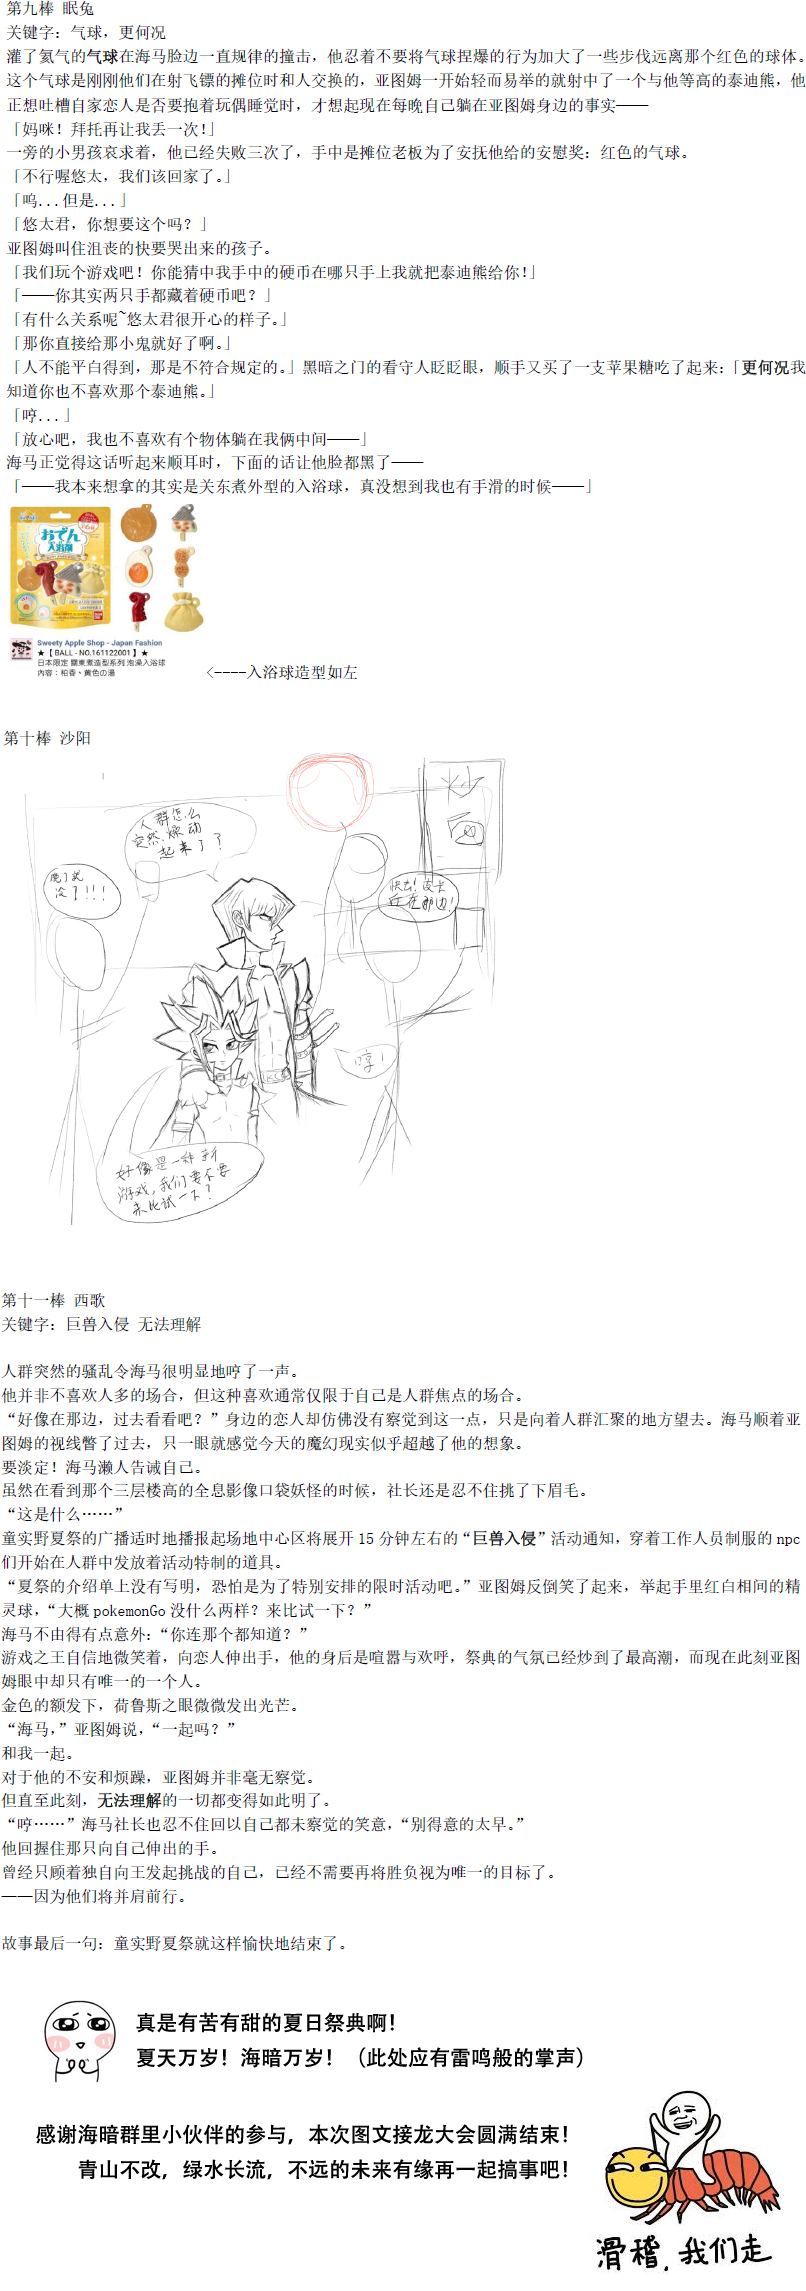 第九棒 眠兔
关键字：气球，更何况
灌了氦气的气球在海马脸边一直规律的撞击，他忍着不要将气球捏爆的行为加大了一些步伐远离那个红色的球体。
这个气球是刚刚他们在射飞镖的摊位时和人交换的，亚图姆一开始轻而易举的就射中了一个与他等高的泰迪熊，他
正想吐槽自家恋人是否要抱着玩偶睡觉时，才想起现在每晚自己躺在亚图姆身边的事实——
「妈咪！拜托再让我丢一次！」
一旁的小男孩哀求着，他已经失败三次了，手中是摊位老板为了安抚他给的安慰奖：红色的气球。
「不行喔悠太，我们该回家了。」
「呜...但是...」
「悠太君，你想要这个吗？」
亚图姆叫住沮丧的快要哭出来的孩子。
「我们玩个游戏吧！你能猜中我手中的硬币在哪只手上我就把泰迪熊给你！」
「——你其实两只手都藏着硬币吧？」
「有什么关系呢~悠太君很开心的样子。」
「那你直接给那小鬼就好了啊。」
「人不能平白得到，那是不符合规定的。」黑暗之门的看守人眨眨眼，顺手又买了一支苹果糖吃了起来：「更何况我
知道你也不喜欢那个泰迪熊。」
「哼...」
「放心吧，我也不喜欢有个物体躺在我俩中间——」
海马正觉得这话听起来顺耳时，下面的话让他脸都黑了——
「——我本来想拿的其实是关东煮外型的入浴球，真没想到我也有手滑的时候——」
おでん
入浴剤
Sweety Apple Shop - Japan Fashion
★【 BALL - NO.161122001 】★
日本限定 關東煮造型系列 泡澡入浴球
內容：柏香、黄色の湯
<----入浴球造型如左
第十棒 沙阳
人群怎么
突然燥动
起来了？
晚了就
没了!!!
快去！皮卡
丘在那边！
哼！
好像是一种新
游戏，我们要不要
来比试一下？
第十一棒 西歌
关键字：巨兽入侵 无法理解
人群突然的骚乱令海马很明显地哼了一声。
他并非不喜欢人多的场合，但这种喜欢通常仅限于自己是人群焦点的场合。
“好像在那边，过去看看吧？”身边的恋人却仿佛没有察觉到这一点，只是向着人群汇聚的地方望去。海马顺着亚
图姆的视线瞥了过去，只一眼就感觉今天的魔幻现实似乎超越了他的想象。
要淡定！海马濑人告诫自己。
虽然在看到那个三层楼高的全息影像口袋妖怪的时候，社长还是忍不住挑了下眉毛。
“这是什么……”
童实野夏祭的广播适时地播报起场地中心区将展开 15 分钟左右的“巨兽入侵”活动通知，穿着工作人员制服的 npc
们开始在人群中发放着活动特制的道具。
“夏祭的介绍单上没有写明，恐怕是为了特别安排的限时活动吧。”亚图姆反倒笑了起来，举起手里红白相间的精
灵球，“大概 pokemonGo 没什么两样？来比试一下？”
海马不由得有点意外：“你连那个都知道？”
游戏之王自信地微笑着，向恋人伸出手，他的身后是喧嚣与欢呼，祭典的气氛已经炒到了最高潮，而现在此刻亚图
姆眼中却只有唯一的一个人。
金色的额发下，荷鲁斯之眼微微发出光芒。
“海马，”亚图姆说，“一起吗？”
和我一起。
对于他的不安和烦躁，亚图姆并非毫无察觉。
但直至此刻，无法理解的一切都变得如此明了。
“哼……”海马社长也忍不住回以自己都未察觉的笑意，“别得意的太早。”
他回握住那只向自己伸出的手。
曾经只顾着独自向王发起挑战的自己，已经不需要再将胜负视为唯一的目标了。
——因为他们将并肩前行。
故事最后一句：童实野夏祭就这样愉快地结束了。
真是有苦有甜的夏日祭典啊！
夏天万岁！海暗万岁！（此处应有雷鸣般的掌声）
感谢海暗群里小伙伴的参与，本次图文接龙大会圆满结束！
青山不改，绿水长流，不远的未来有缘再一起搞事吧！
滑稽，我们走